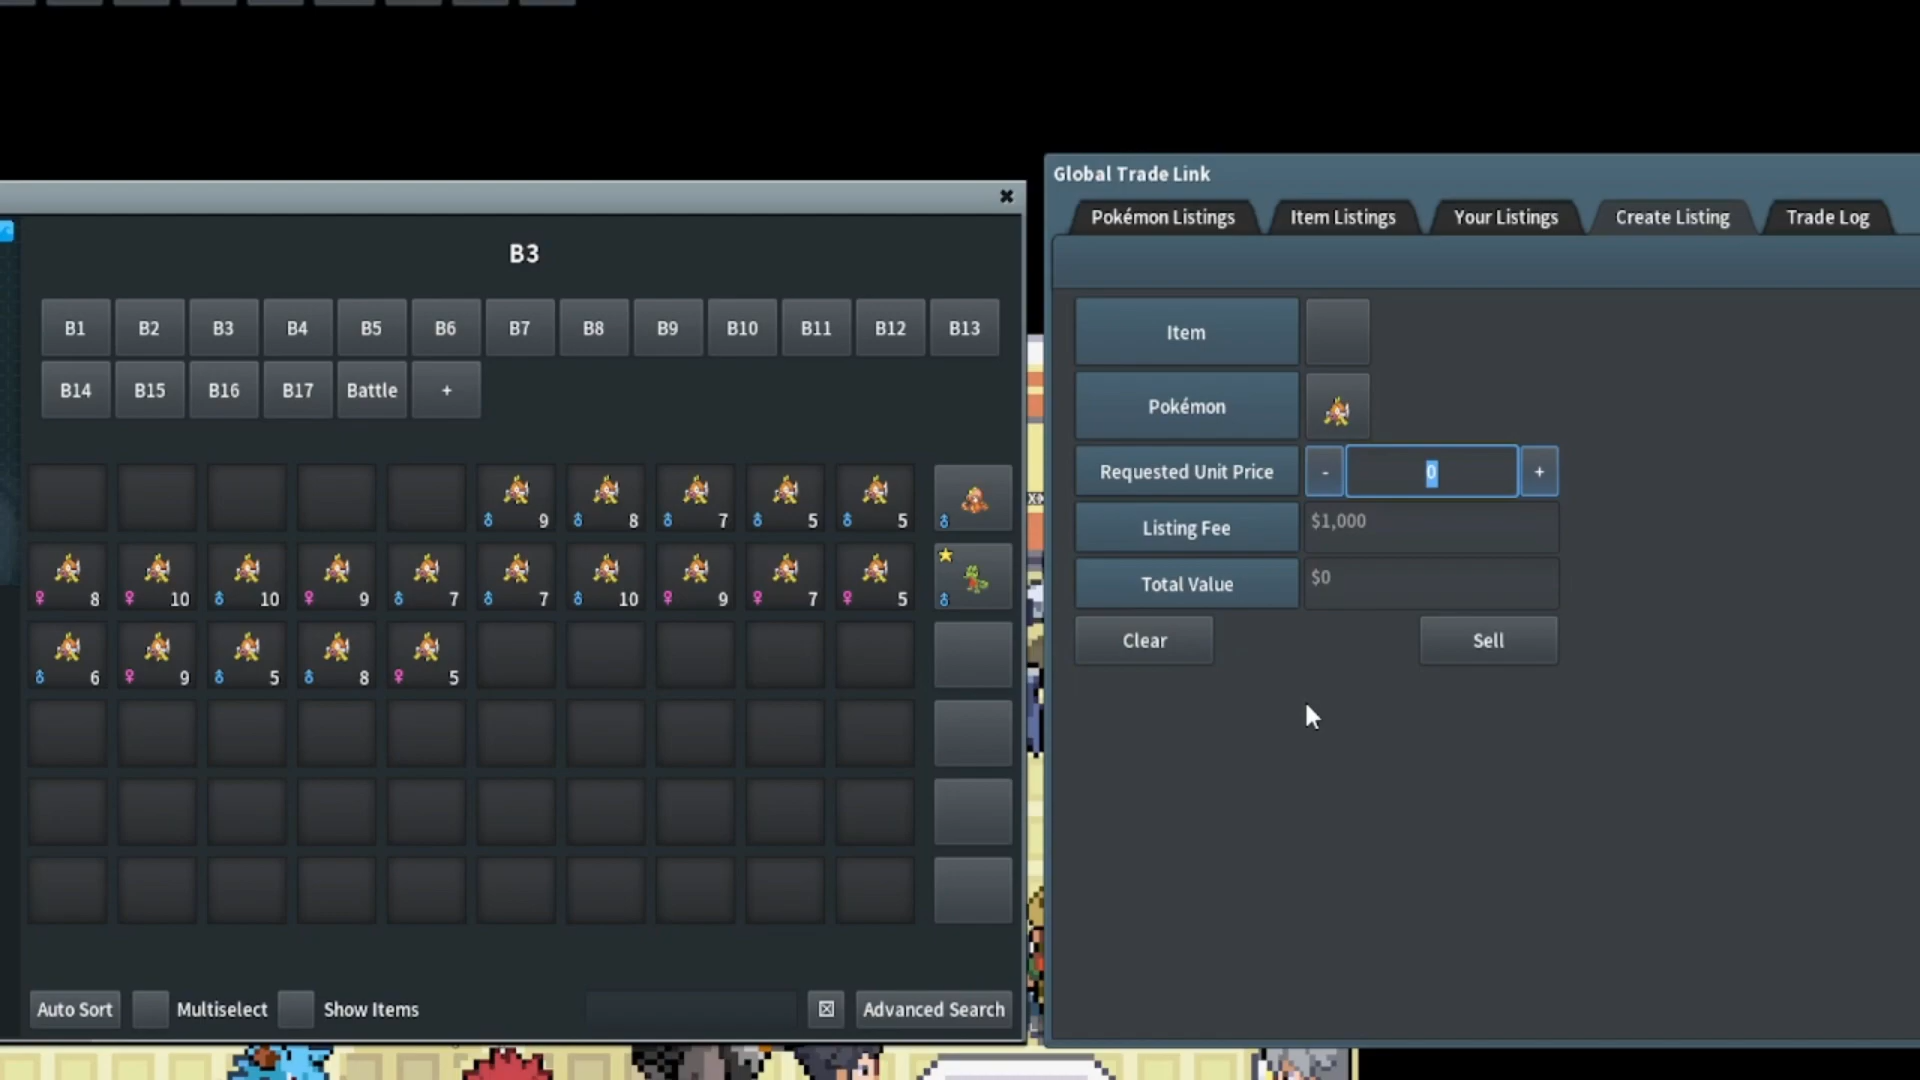 B3
B1 B2 B3 B4 B5 B6 B7 B8 B9 B10 B11 B12 B13
B14 B15 B16 B17 Battle +
♂ 9 ♂ 8 ♂ 7 ♂ 5 ♂ 5 ♂
♀ 8 ♀ 10 ♂ 10 ♀ 9 ♂ 7 ♂ 7 ♂ 10 ♀ 9 ♀ 7 ♀ 5 ♂
♂ 6 ♀ 9 ♂ 5 ♂ 8 ♀ 5
Auto Sort Multiselect Show Items Advanced Search
Global Trade Link
Pokémon Listings Item Listings Your Listings Create Listing Trade Log
Item
Pokémon
Requested Unit Price - 0 +
Listing Fee $1,000
Total Value $0
Clear Sell